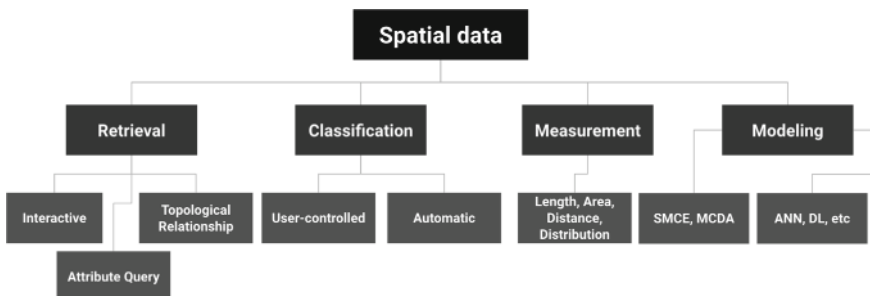 Spatial data
Retrieval
Classification
Measurement
Modeling
Interactive
Topological
Relationship
User-controlled
Automatic
Length, Area,
Distance,
Distribution
SMCE, MCDA
ANN, DL, etc
Attribute Query